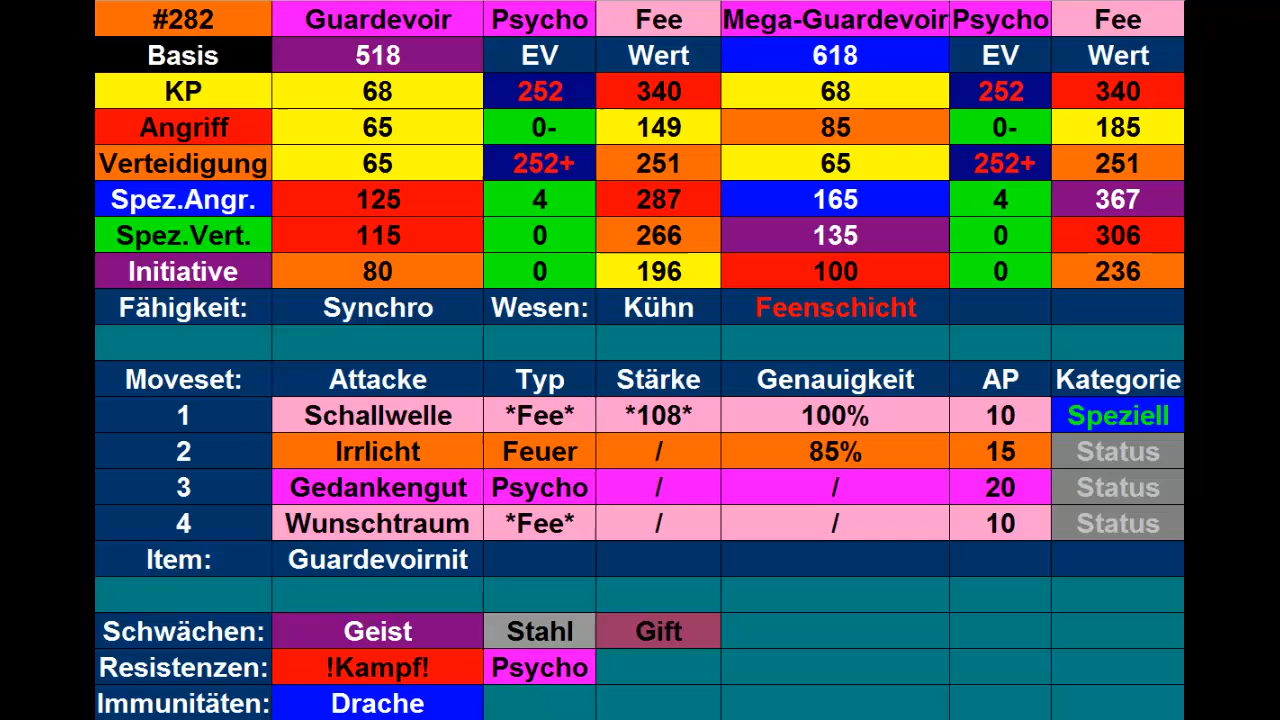 #282 Guardevoir Psycho Fee Mega-Guardevoir Psycho Fee
Basis 518 EV Wert 618 EV Wert
KP 68 252 340 68 252 340
Angriff 65 0- 149 85 0- 185
Verteidigung 65 252+ 251 65 252+ 251
Spez.Angr. 125 4 287 165 4 367
Spez.Vert. 115 0 266 135 0 306
Initiative 80 0 196 100 0 236
Fähigkeit: Synchro Wesen: Kühn Feenschicht
Moveset: Attacke Typ Stärke Genauigkeit AP Kategorie
1 Schallwelle *Fee* *108* 100% 10 Speziell
2 Irrlicht Feuer / 85% 15 Status
3 Gedankengut Psycho / / 20 Status
4 Wunschtraum *Fee* / / 10 Status
Item: Guardevoirnit
Schwächen: Geist Stahl Gift
Resistenzen: !Kampf! Psycho
Immunitäten: Drache